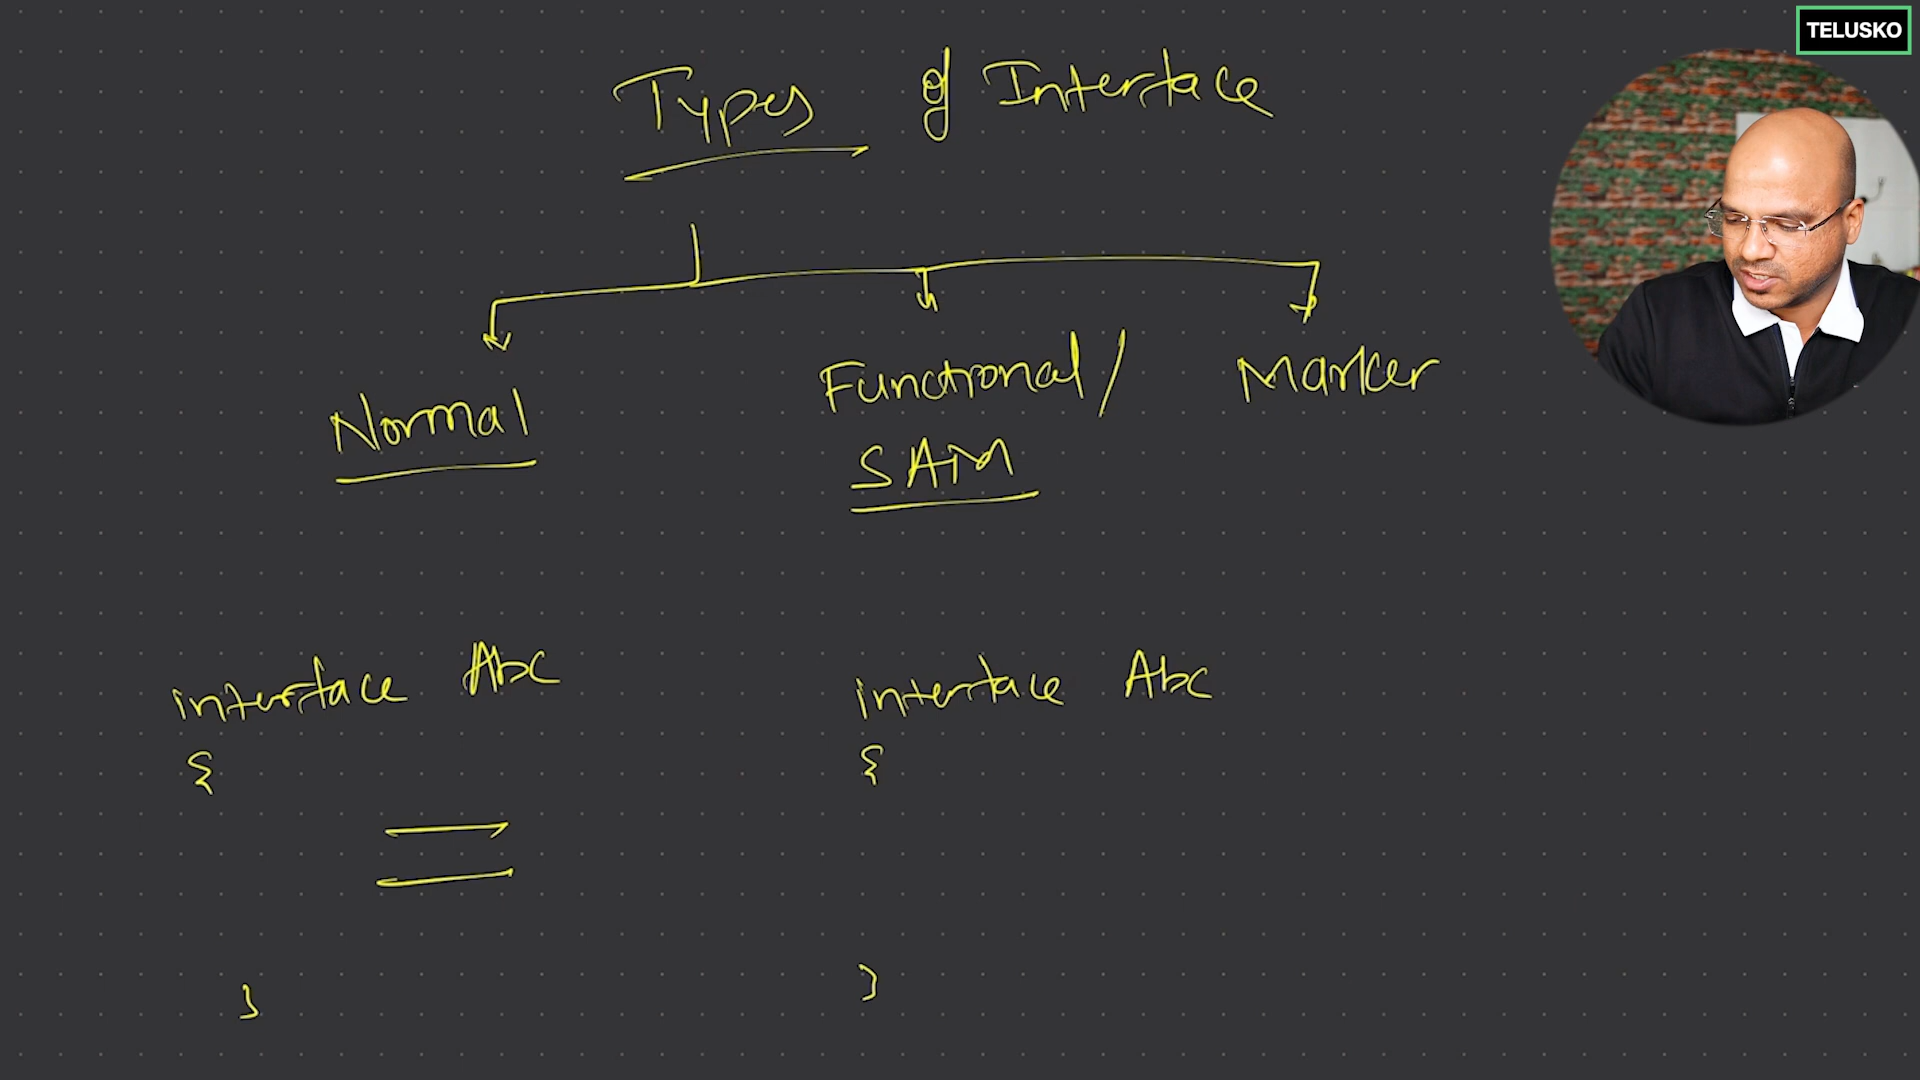 TELUSKO
Types of Interface
Normal
Functional/
SAM
Marker
interface Abc
{
}
interface Abc
{
}